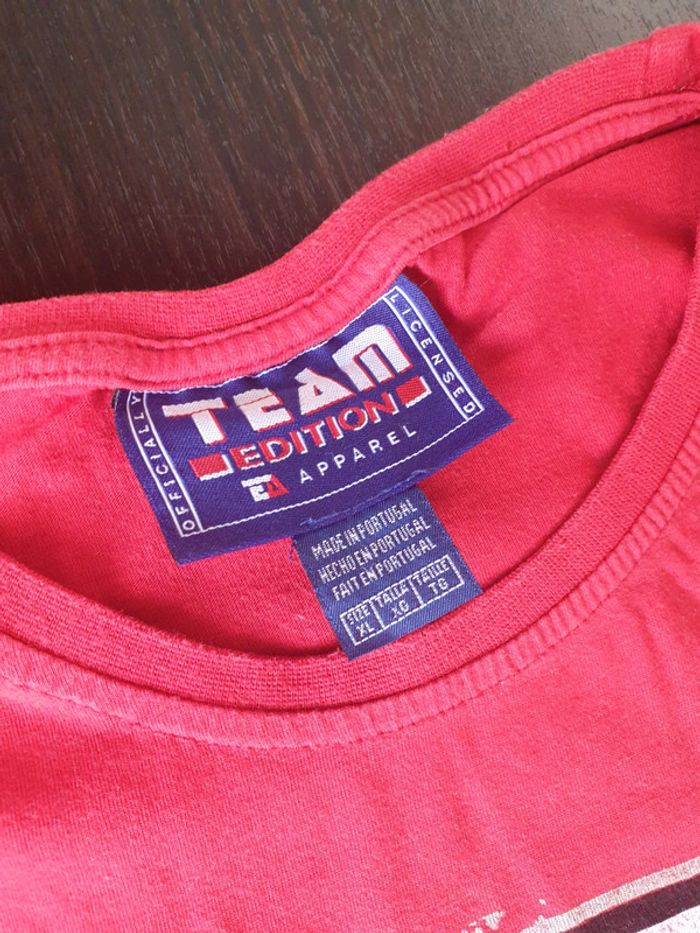 OFFICIALLY
TEAM
EDITION
EA APPAREL
LICENSED
MADE IN PORTUGAL
HECHO EN PORTUGAL
FAIT EN PORTUGAL
SIZE TALLA TAILLE
XL XG TG